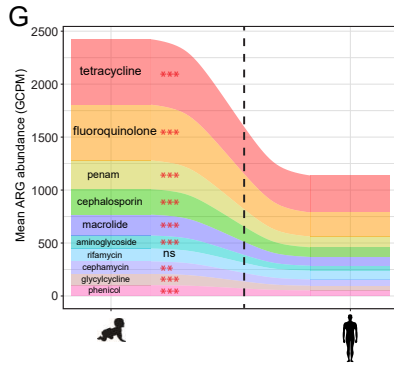 G
Mean ARG abundance (GCPM)
2500
2000
1500
1000
500
0
tetracycline ***
fluoroquinolone ***
penam ***
cephalosporin ***
macrolide ***
aminoglycoside ***
rifamycin ns
cephamycin **
glycylcycline ***
phenicol ***